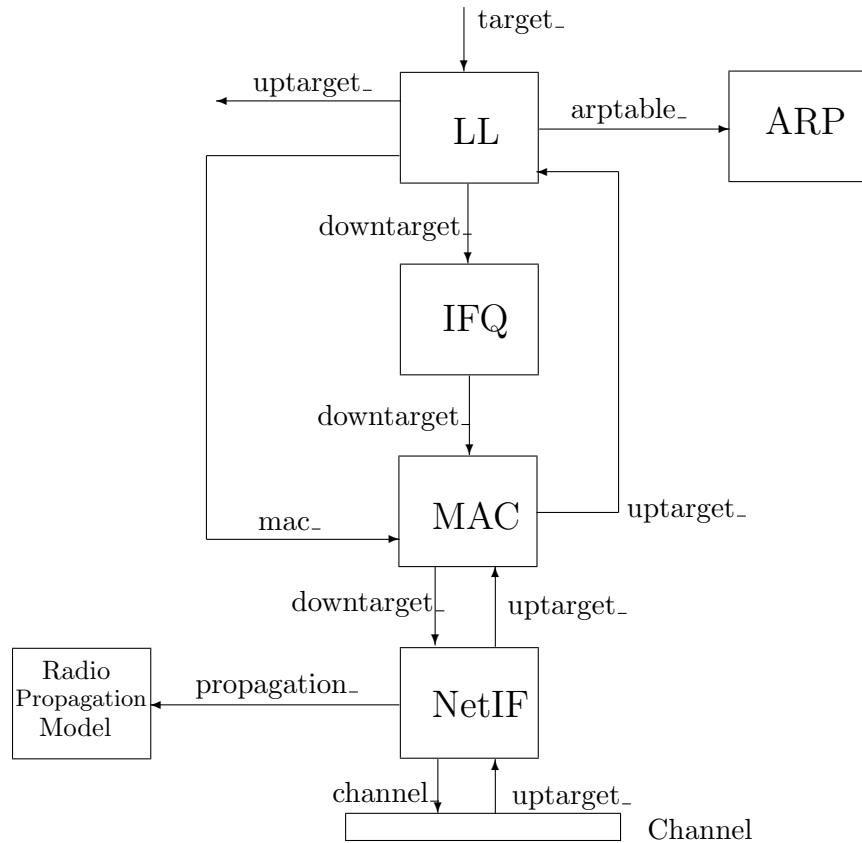 target_
uptarget_
LL
arptable_
ARP
downtarget_
IFQ
downtarget_
mac_
MAC
uptarget_
downtarget_
uptarget_
Radio
Propagation
Model
propagation_
NetIF
channel_
uptarget_
Channel